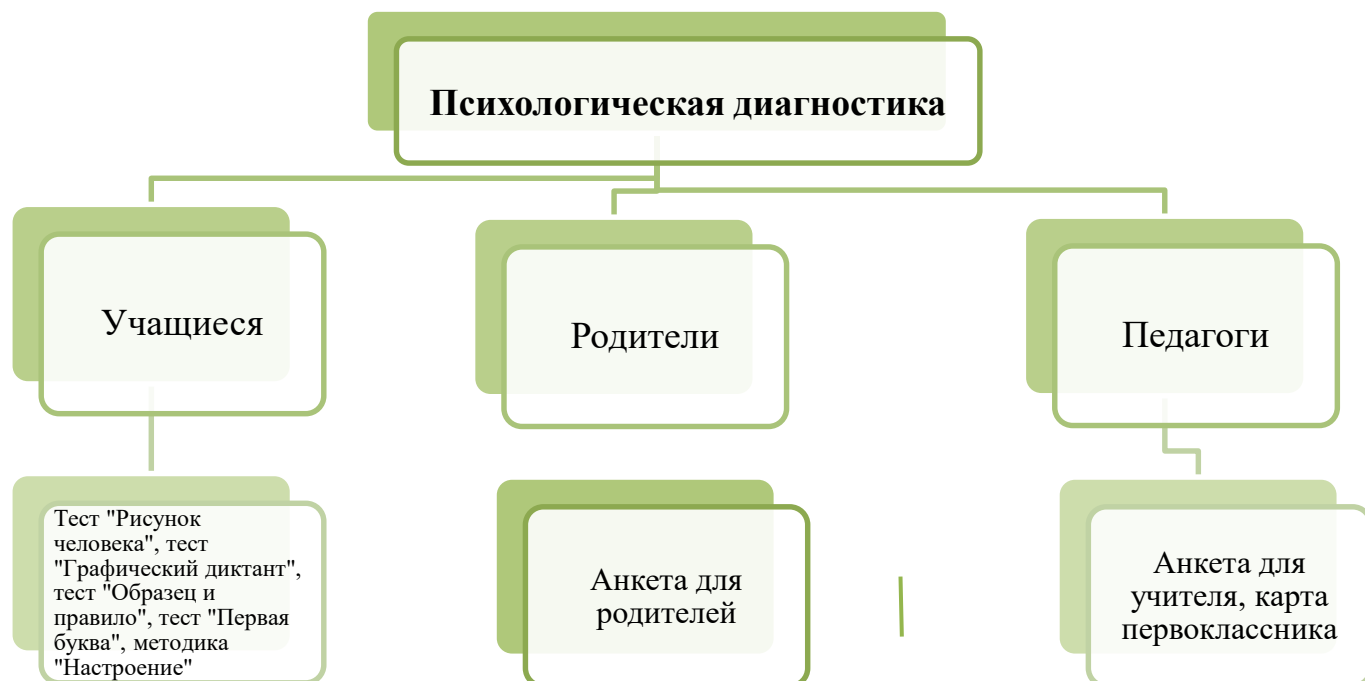 Психологическая диагностика
Учащиеся
Родители
Педагоги
Тест "Рисунок
человека", тест
"Графический диктант",
тест "Образец и
правило", тест "Первая
буква", методика
"Настроение"
Анкета для
родителей
Анкета для
учителя, карта
первоклассника